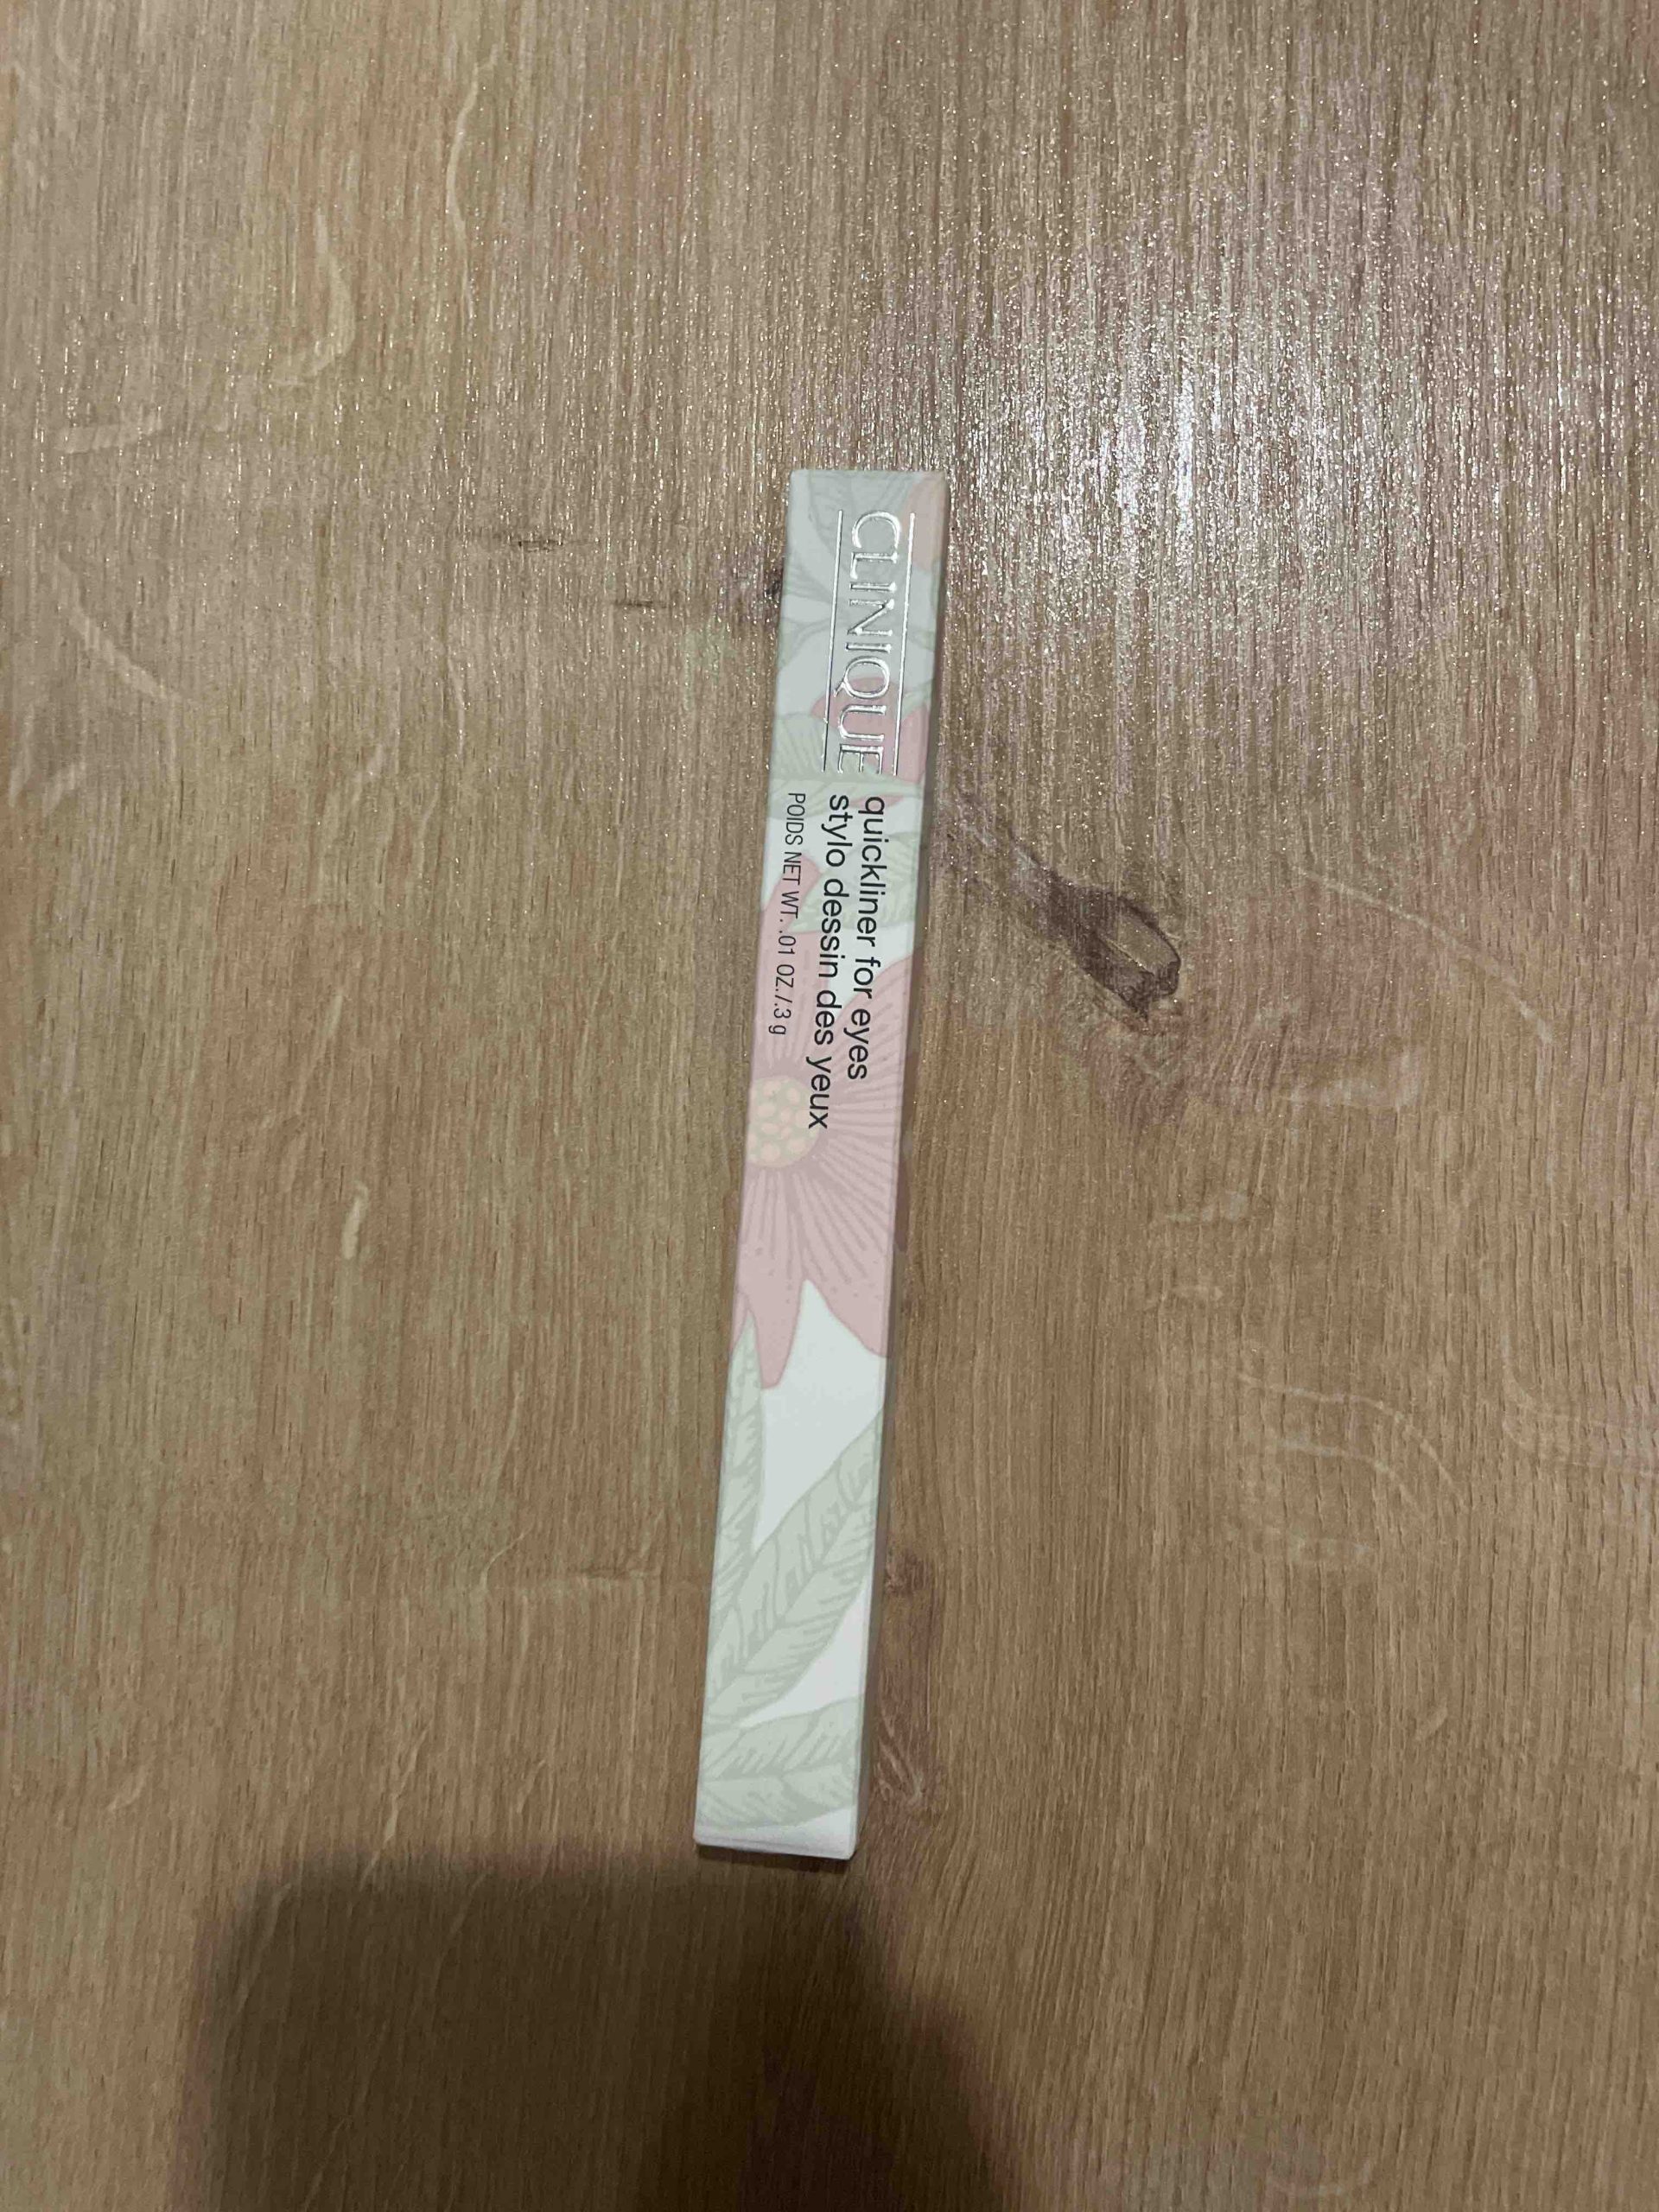 CLINIQUE
quickliner for eyes
stylo dessin des yeux
POIDS NET WT. .01 OZ./.3 g